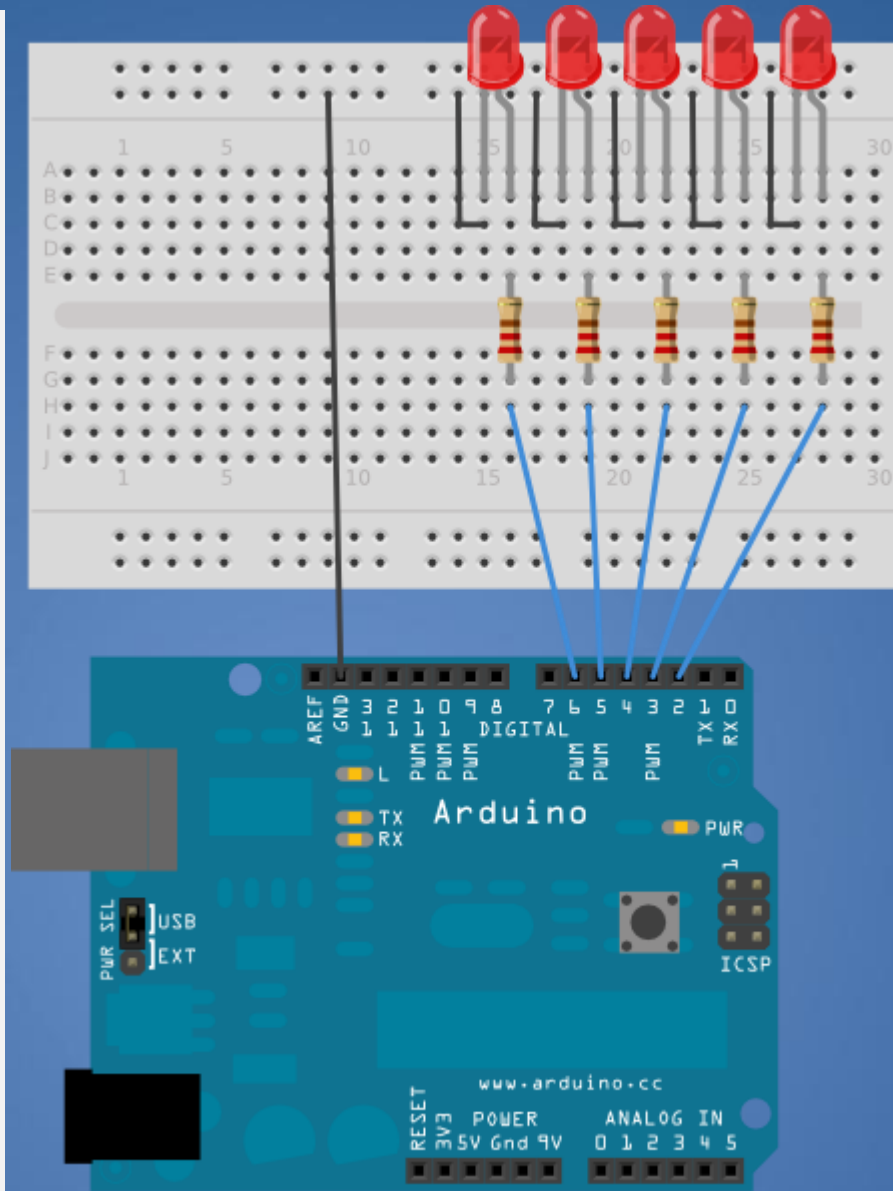 1 5 10 15 20 25 30
A
B
C
D
E
F
G
H
I
J
1 5 10 15 20 25 30
AREF GND 13 12 11 10 9 8 7 6 5 4 3 2 1 0
DIGITAL
PWM PWM PWM PWM PWM PWM TX RX
L
TX
RX
Arduino
PWR
1
PWR SEL
USB
EXT
ICSP
www.arduino.cc
POWER ANALOG IN
RESET 3V3 5V Gnd 9V 0 1 2 3 4 5